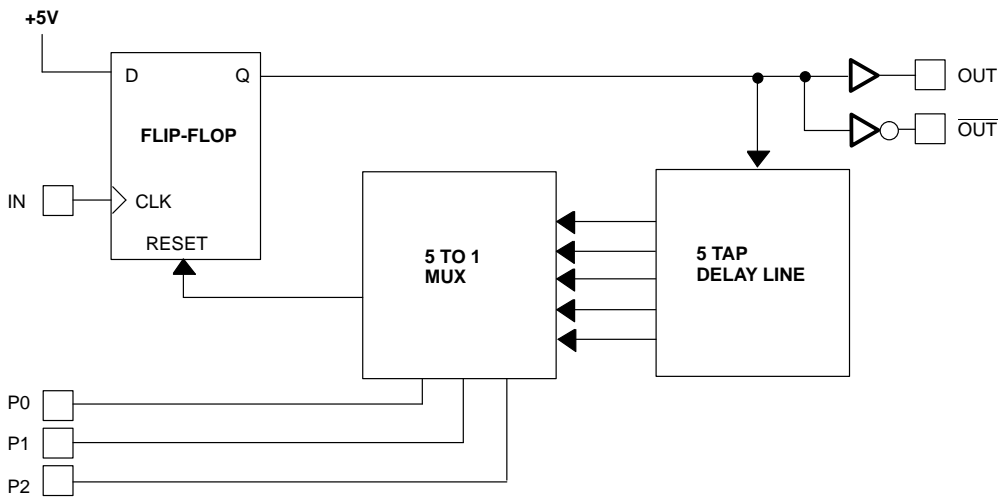 +5V
D
Q
FLIP-FLOP
IN
CLK
RESET
OUT
OUT
5 TO 1
MUX
5 TAP
DELAY LINE
P0
P1
P2